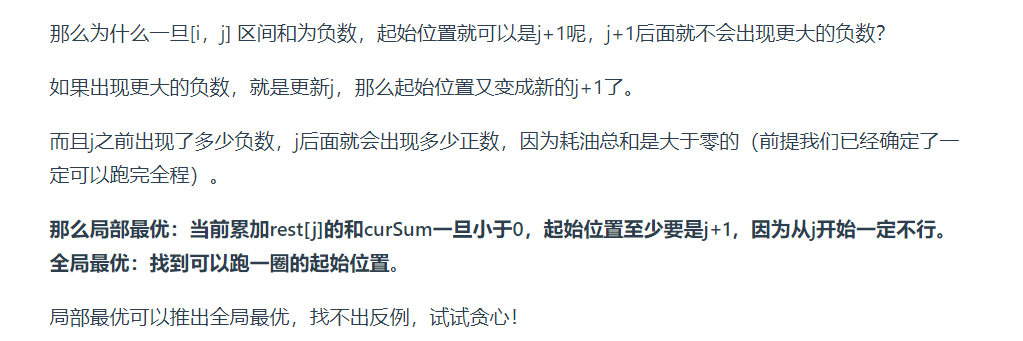 那么为什么一旦[i，j] 区间和为负数，起始位置就可以是j+1呢，j+1后面就不会出现更大的负数？
如果出现更大的负数，就是更新j，那么起始位置又变成新的j+1了。
而且j之前出现了多少负数，j后面就会出现多少正数，因为耗油总和是大于零的（前提我们已经确定了一
定可以跑完全程）。
那么局部最优：当前累加rest[j]的和curSum一旦小于0，起始位置至少要是j+1，因为从j开始一定不行。
全局最优：找到可以跑一圈的起始位置。
局部最优可以推出全局最优，找不出反例，试试贪心！